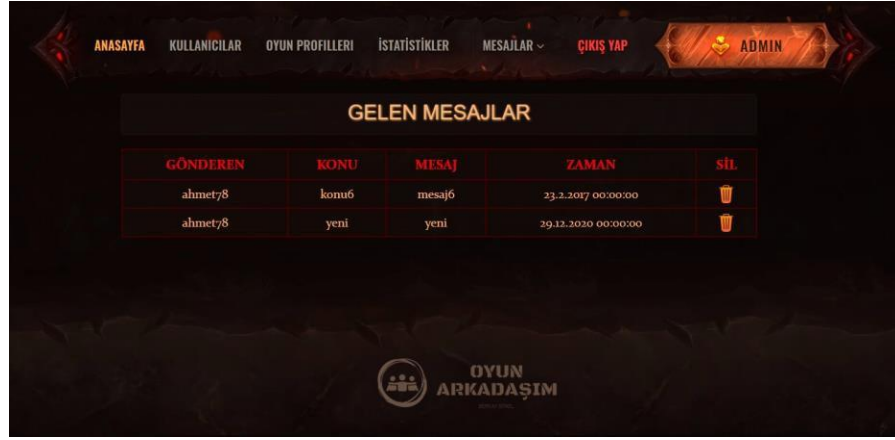 ANASAYFA KULLANICILAR OYUN PROFILLERI İSTATİSTİKLER MESAJLAR ÇIKIŞ YAP ADMIN
GELEN MESAJLAR
GÖNDEREN KONU MESAJ ZAMAN SİL
ahmet78 konu6 mesaj6 23.2.2017 00:00:00
ahmet78 yeni yeni 29.12.2020 00:00:00
OYUN
ARKADAŞIM